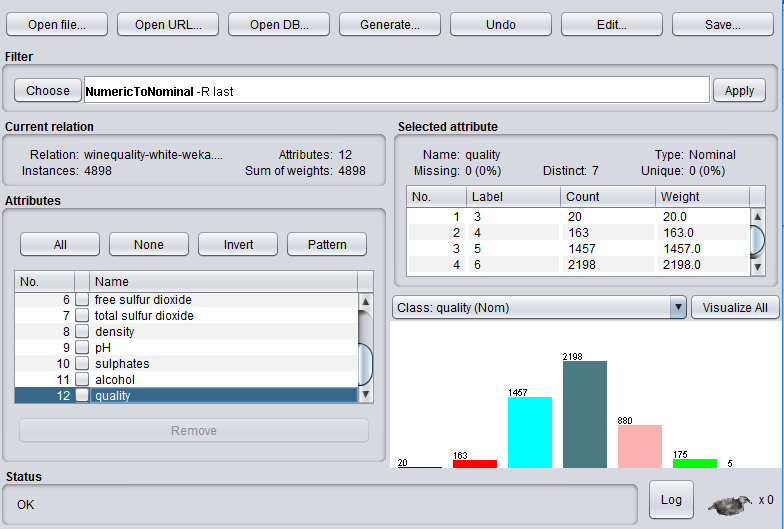 Open file... Open URL... Open DB... Generate... Undo Edit... Save...
Filter
Choose NumericToNominal -R last Apply
Current relation
Relation: winequality-white-weka.... Attributes: 12
Instances: 4898 Sum of weights: 4898
Attributes
All None Invert Pattern
No. Name
6 free sulfur dioxide
7 total sulfur dioxide
8 density
9 pH
10 sulphates
11 alcohol
12 quality
Remove
Selected attribute
Name: quality Type: Nominal
Missing: 0 (0%) Distinct: 7 Unique: 0 (0%)
No. Label Count Weight
1 3 20 20.0
2 4 163 163.0
3 5 1457 1457.0
4 6 2198 2198.0
Class: quality (Nom) Visualize All
20 163 1457 2198 880 175 5
Status
OK Log x 0